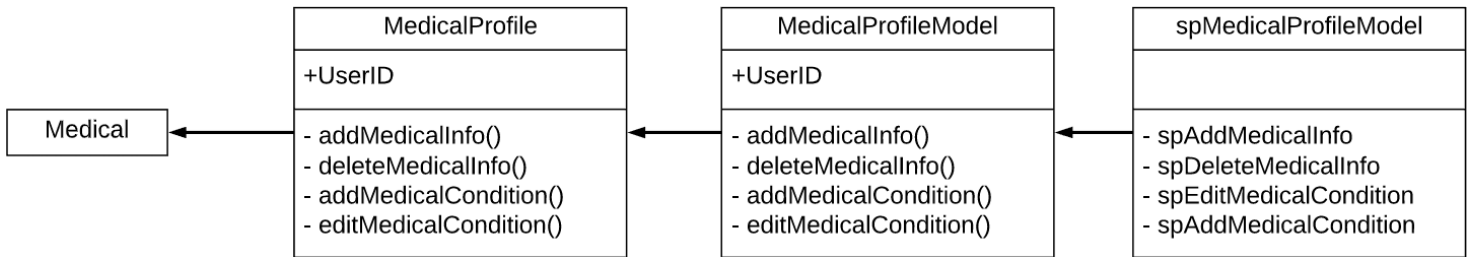 Medical
MedicalProfile
+UserID
- addMedicalInfo()
- deleteMedicalInfo()
- addMedicalCondition()
- editMedicalCondition()
MedicalProfileModel
+UserID
- addMedicalInfo()
- deleteMedicalInfo()
- addMedicalCondition()
- editMedicalCondition()
spMedicalProfileModel
- spAddMedicalInfo
- spDeleteMedicalInfo
- spEditMedicalCondition
- spAddMedicalCondition